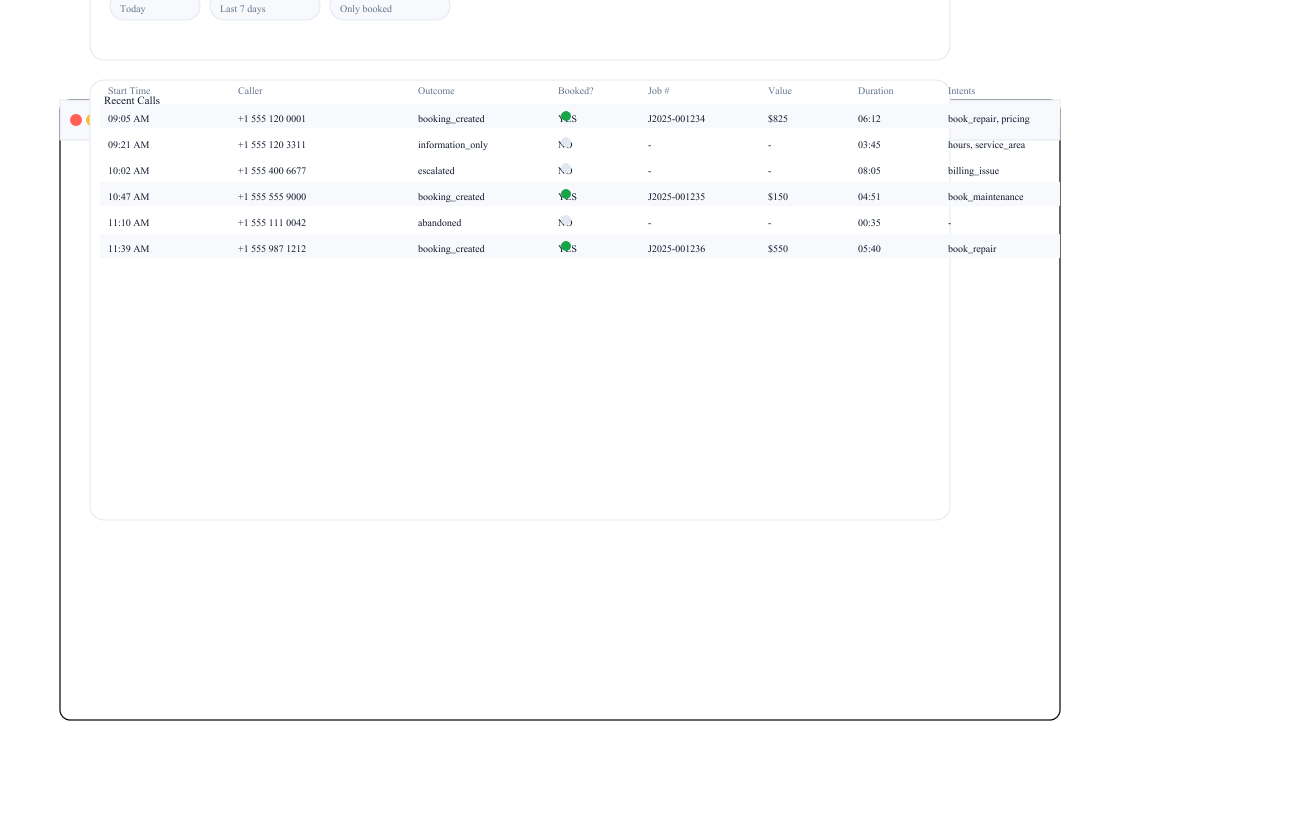 Today Last 7 days Only booked
Start Time Caller Outcome Booked? Job # Value Duration Intents
Recent Calls
09:05 AM +1 555 120 0001 booking_created YES J2025-001234 $825 06:12 book_repair, pricing
09:21 AM +1 555 120 3311 information_only NO - - 03:45 hours, service_area
10:02 AM +1 555 400 6677 escalated NO - - 08:05 billing_issue
10:47 AM +1 555 555 9000 booking_created YES J2025-001235 $150 04:51 book_maintenance
11:10 AM +1 555 111 0042 abandoned NO - - 00:35 -
11:39 AM +1 555 987 1212 booking_created YES J2025-001236 $550 05:40 book_repair